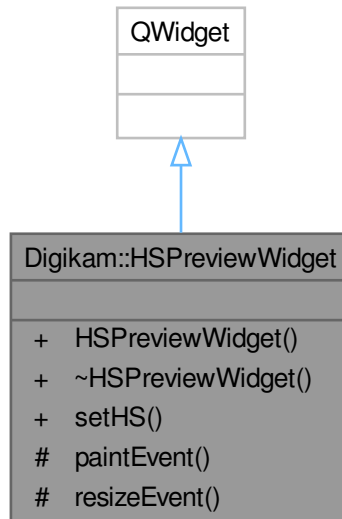 QWidget
Digikam::HSPreviewWidget
+ HSPreviewWidget()
+ ~HSPreviewWidget()
+ setHS()
# paintEvent()
# resizeEvent()